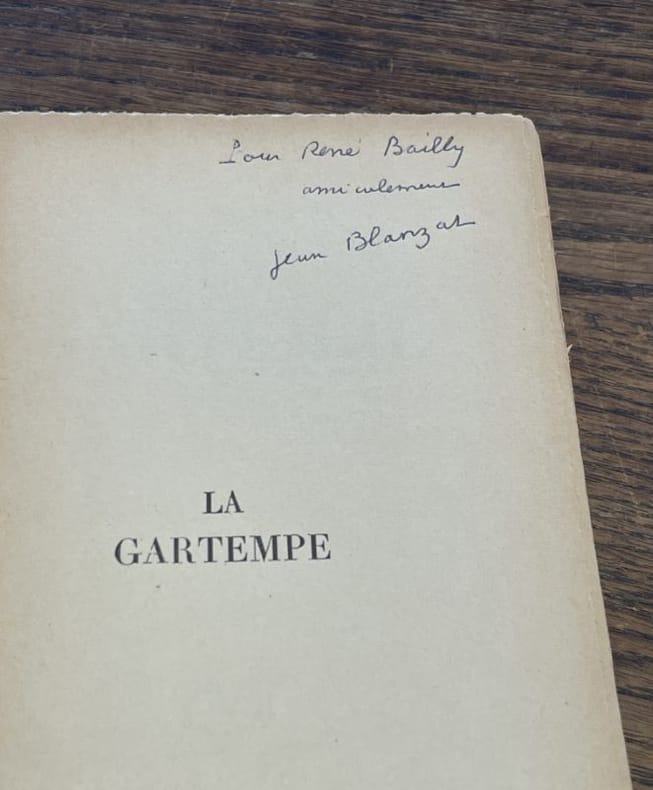 Pour René Bailly
amicalement
Jean Blanzat
LA
GARTEMPE